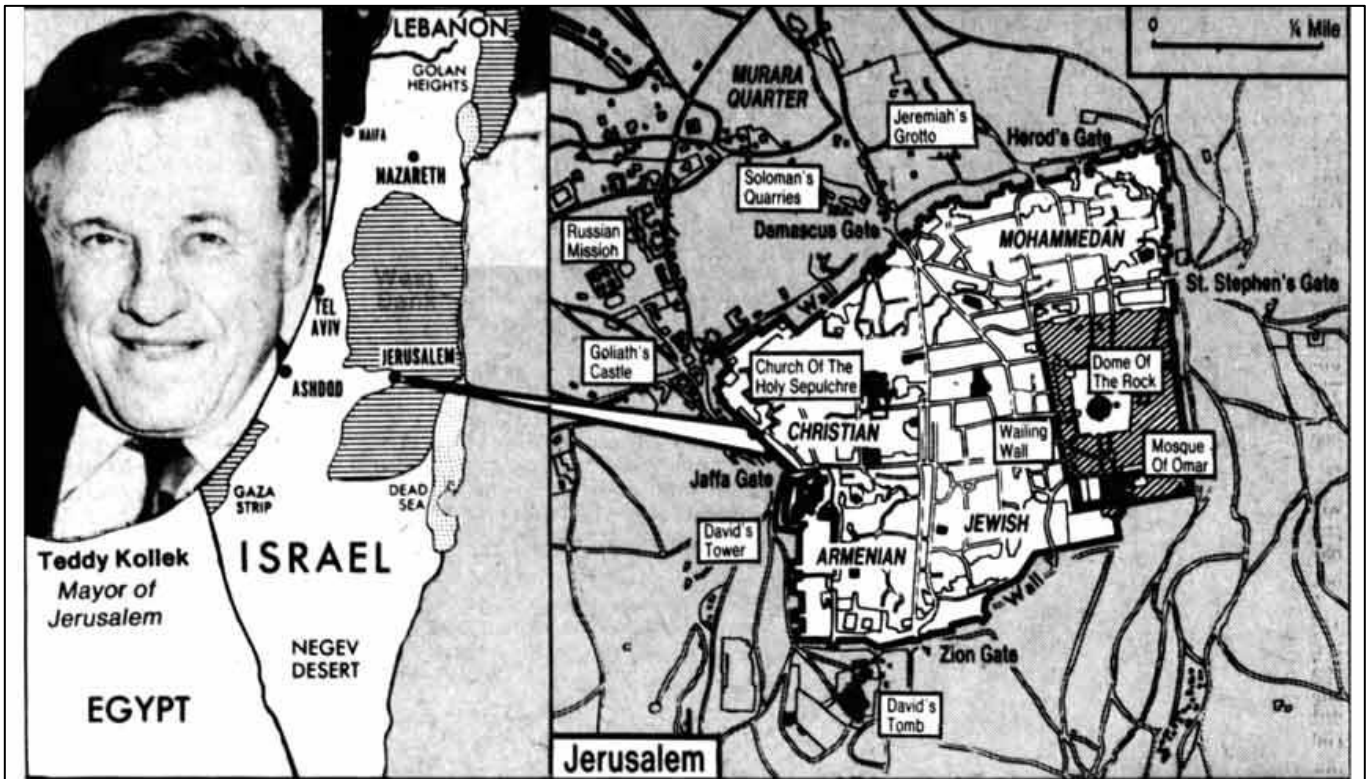 LEBANON
GOLAN
HEIGHTS
HAIFA
NAZARETH
West
Bank
TEL
AVIV
JERUSALEM
ASHDOD
GAZA
STRIP
DEAD
SEA
ISRAEL
NEGEV
DESERT
EGYPT
Teddy Kollek
Mayor of
Jerusalem
0 ¼ Mile
MURARA
QUARTER
Jeremiah's
Grotto
Herod's Gate
Soloman's
Quarries
Russian
Mission
Damascus Gate
MOHAMMEDAN
St. Stephen's Gate
Wall
Goliath's
Castle
Church Of The
Holy Sepulchre
Dome Of
The Rock
CHRISTIAN
Wailing
Wall
Mosque
Of Omar
Jaffa Gate
David's
Tower
JEWISH
ARMENIAN
Wall
Zion Gate
David's
Tomb
Jerusalem